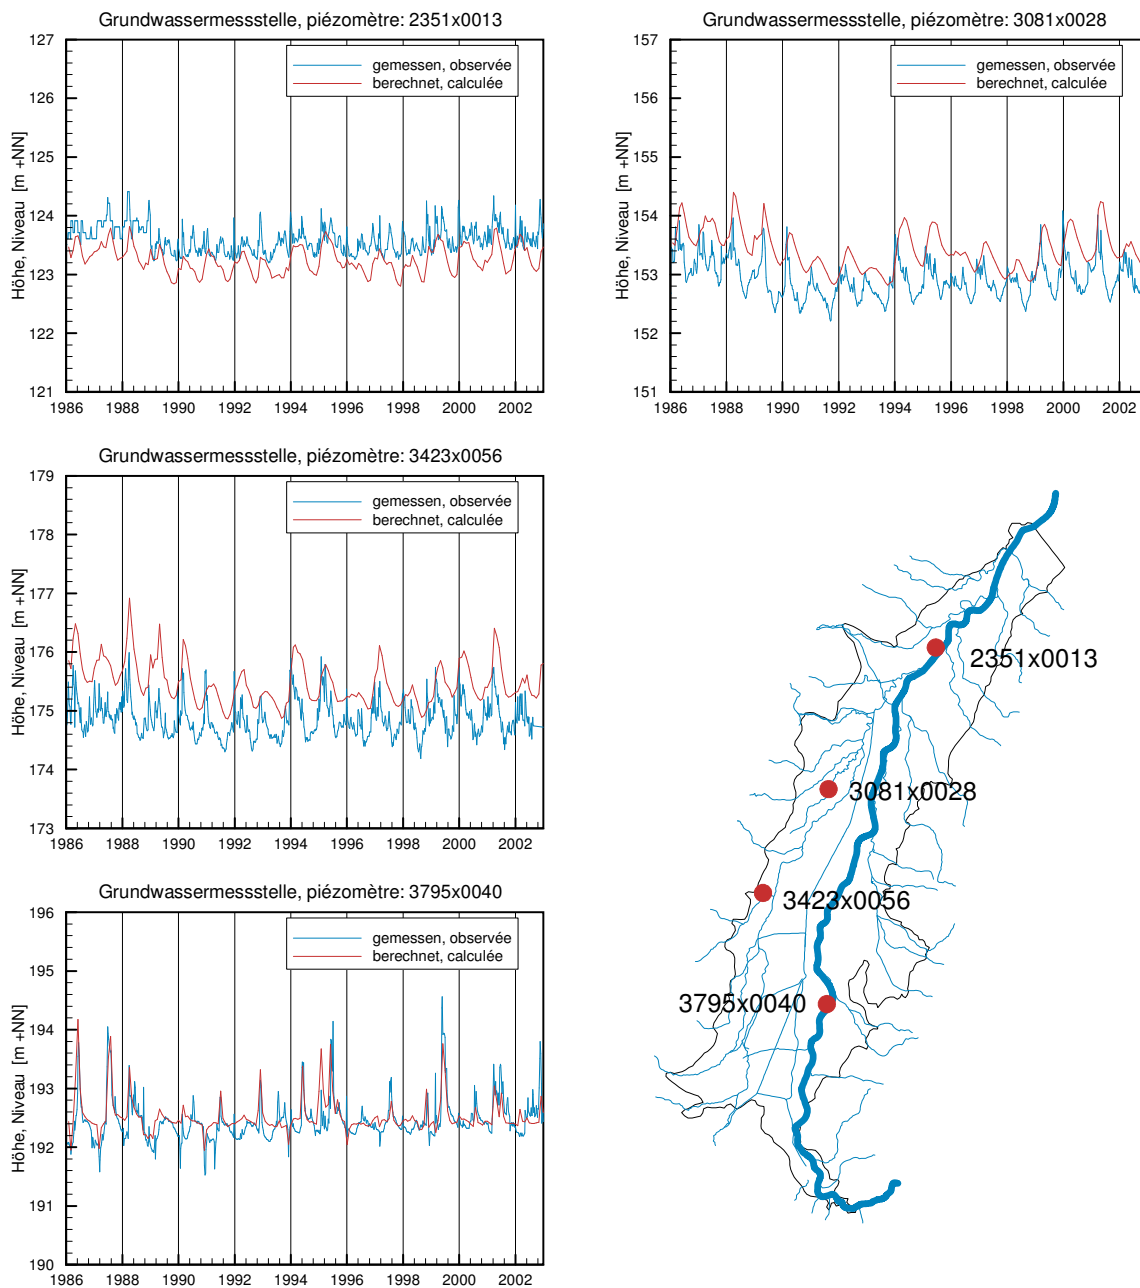 Grundwassermessstelle, piézomètre: 2351x0013
127
126
125
124
123
122
121
Höhe, Niveau [m +NN]
gemessen, observée
berechnet, calculée
1986 1988 1990 1992 1994 1996 1998 2000 2002
Grundwassermessstelle, piézomètre: 3081x0028
157
156
155
154
153
152
151
Höhe, Niveau [m +NN]
gemessen, observée
berechnet, calculée
1986 1988 1990 1992 1994 1996 1998 2000 2002
Grundwassermessstelle, piézomètre: 3423x0056
179
178
177
176
175
174
173
Höhe, Niveau [m +NN]
gemessen, observée
berechnet, calculée
1986 1988 1990 1992 1994 1996 1998 2000 2002
2351x0013
3081x0028
3423x0056
3795x0040
Grundwassermessstelle, piézomètre: 3795x0040
196
195
194
193
192
191
190
Höhe, Niveau [m +NN]
gemessen, observée
berechnet, calculée
1986 1988 1990 1992 1994 1996 1998 2000 2002